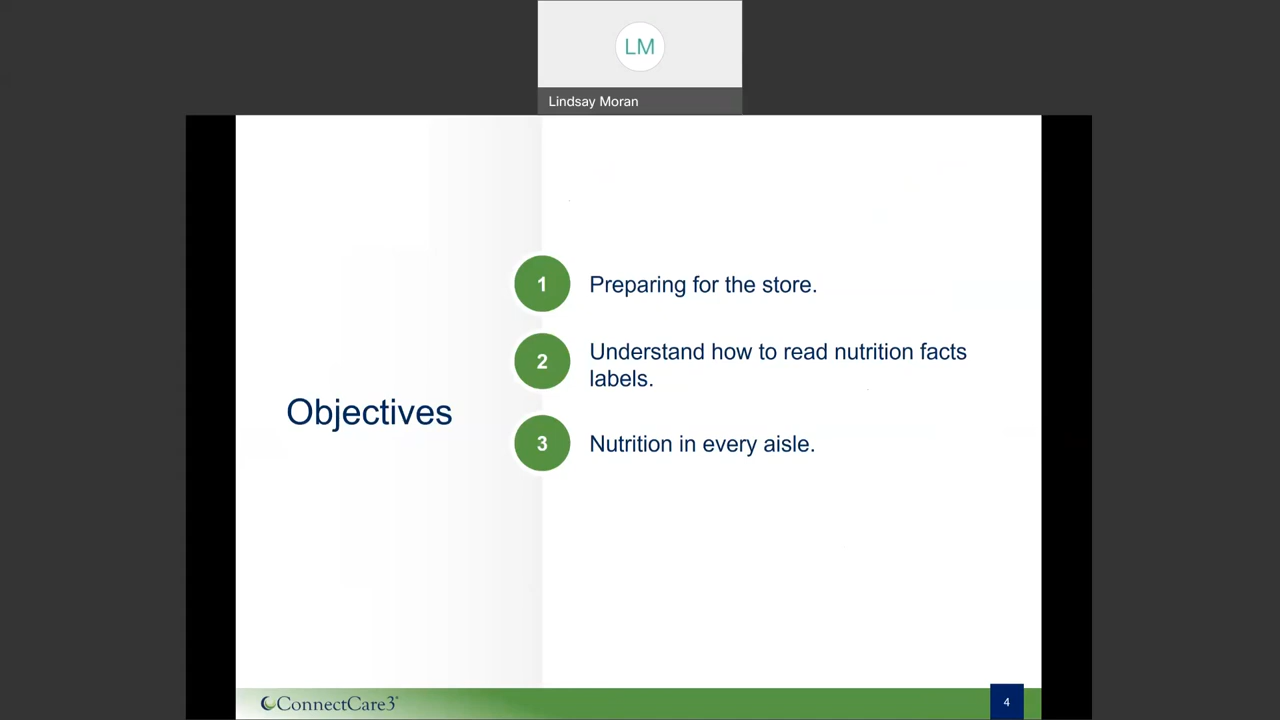 LM
Lindsay Moran
Objectives
1
Preparing for the store.
2
Understand how to read nutrition facts
labels.
3
Nutrition in every aisle.
ConnectCare3®
4